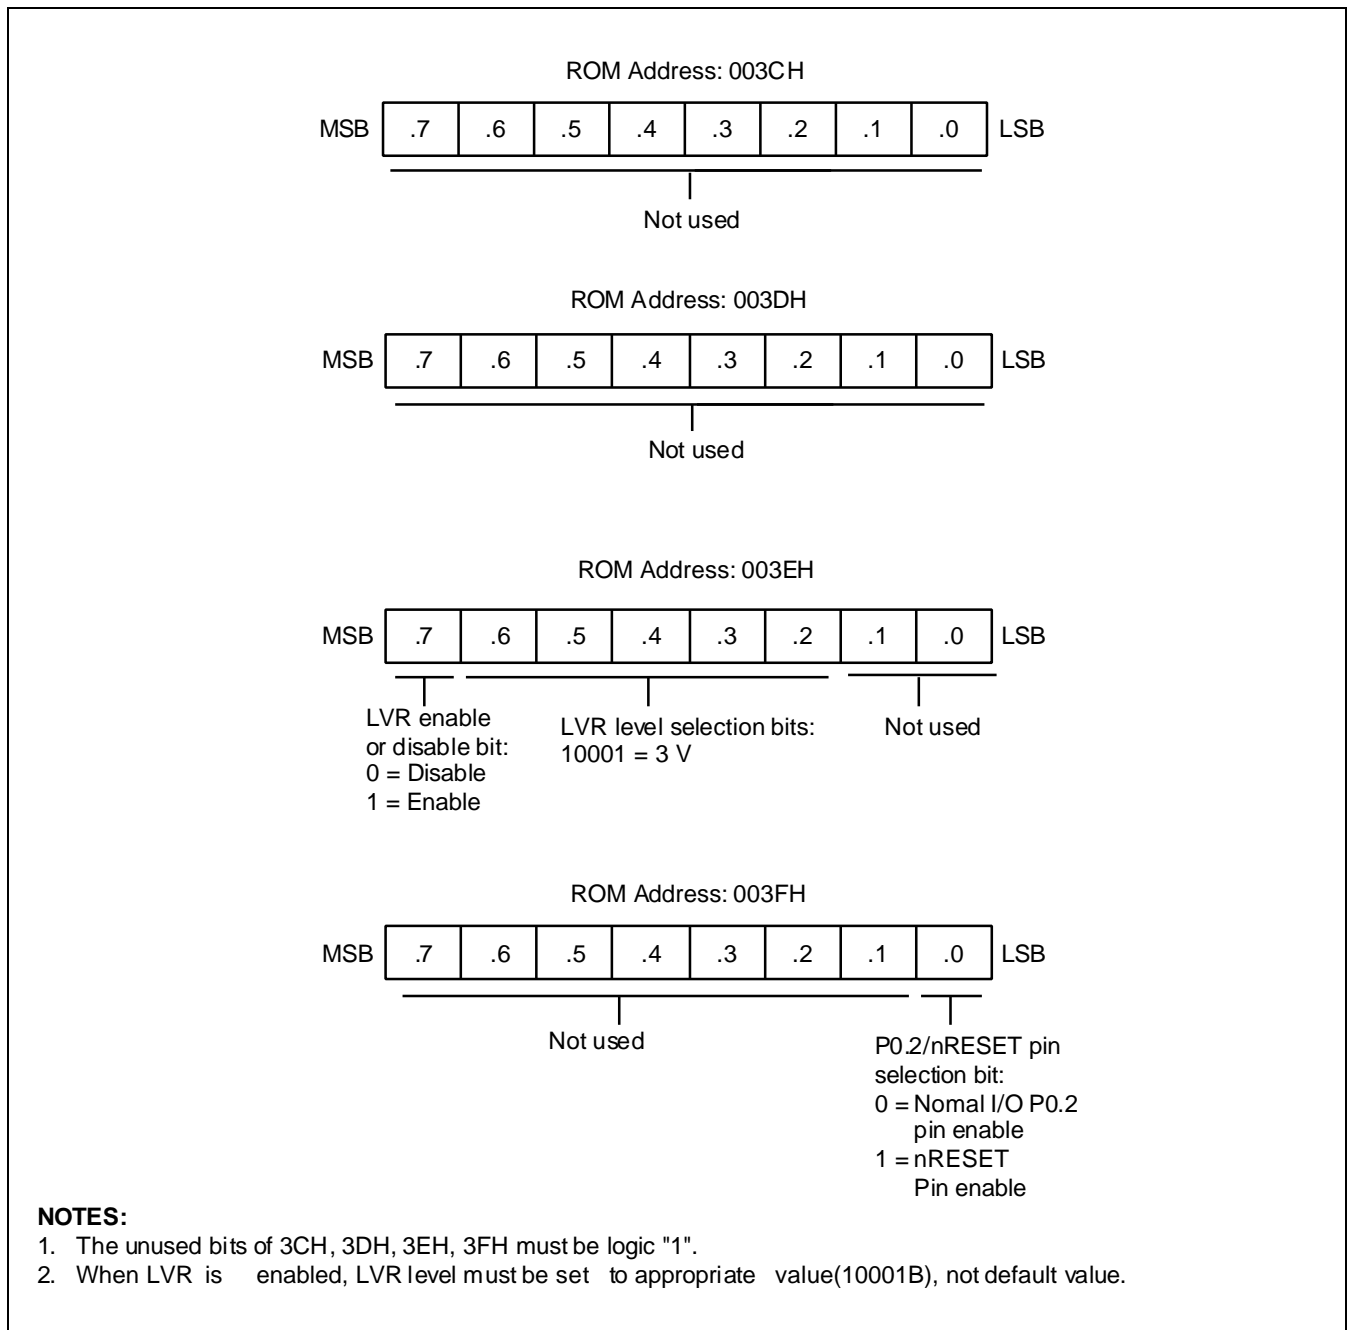 ROM Address: 003CH
MSB .7 .6 .5 .4 .3 .2 .1 .0 LSB
Not used
ROM Address: 003DH
MSB .7 .6 .5 .4 .3 .2 .1 .0 LSB
Not used
ROM Address: 003EH
MSB .7 .6 .5 .4 .3 .2 .1 .0 LSB
LVR enable
or disable bit:
0 = Disable
1 = Enable
LVR level selection bits:
10001 = 3 V
Not used
ROM Address: 003FH
MSB .7 .6 .5 .4 .3 .2 .1 .0 LSB
Not used
P0.2/nRESET pin
selection bit:
0 = Nomal I/O P0.2
pin enable
1 = nRESET
Pin enable
NOTES:
1. The unused bits of 3CH, 3DH, 3EH, 3FH must be logic "1".
2. When LVR is enabled, LVR level must be set to appropriate value(10001B), not default value.